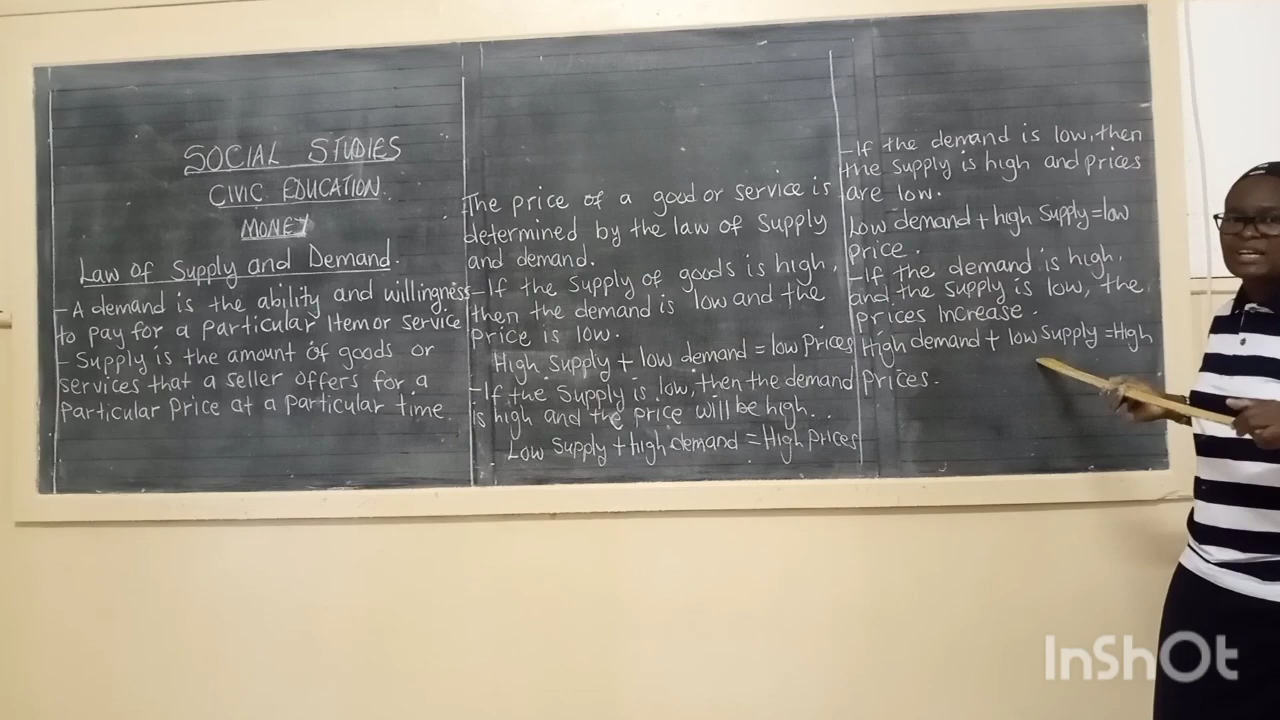 SOCIAL STUDIES
CIVIC EDUCATION
MONEY
Law of Supply and Demand.
- A demand is the ability and willingness
to pay for a particular Item or service
- Supply is the amount of goods or
services that a seller offers for a
Particular Price at a particular time.
The price of a good or service is
determined by the law of Supply
and demand.
- If the Supply of goods is high,
then the demand is low and the
price is low.
High Supply + low demand = low Prices
- If the Supply is low, then the demand
is high and the price will be high.
Low Supply + high demand = High Prices
- If the demand is low, then
the supply is high and prices
are low.
Low demand + high Supply = low
price.
- If the demand is high,
and the supply is low, the
prices Increase.
High demand + low supply = High
Prices.
InShOt